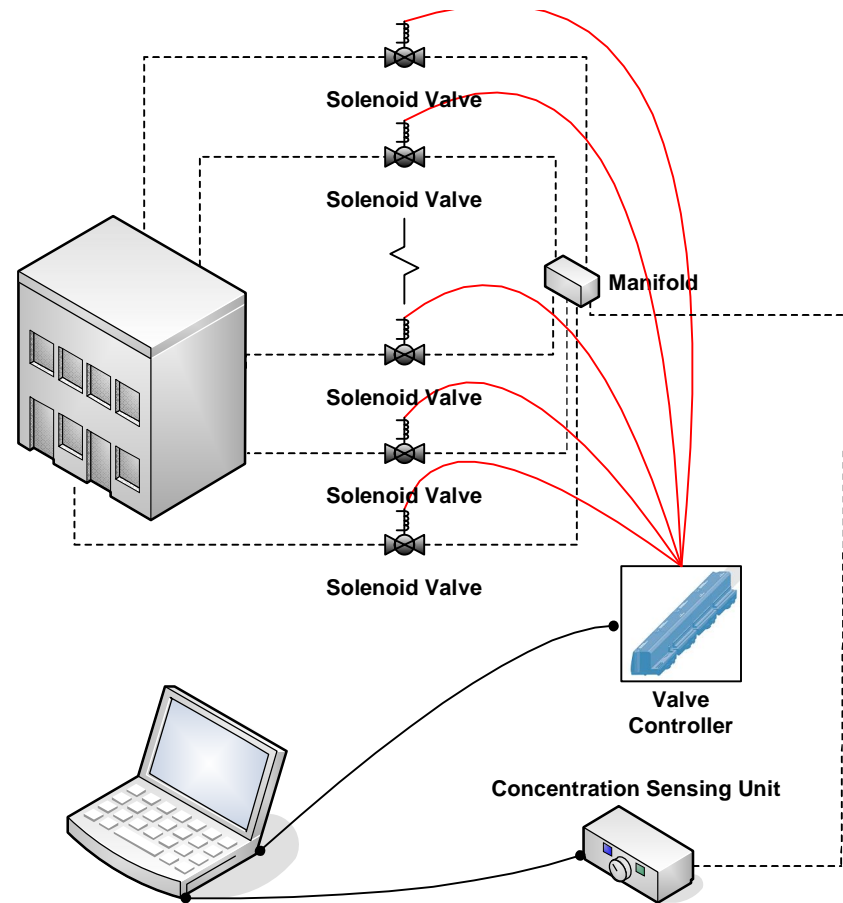 Solenoid Valve
Solenoid Valve
Manifold
Solenoid Valve
Solenoid Valve
Solenoid Valve
Valve
Controller
Concentration Sensing Unit